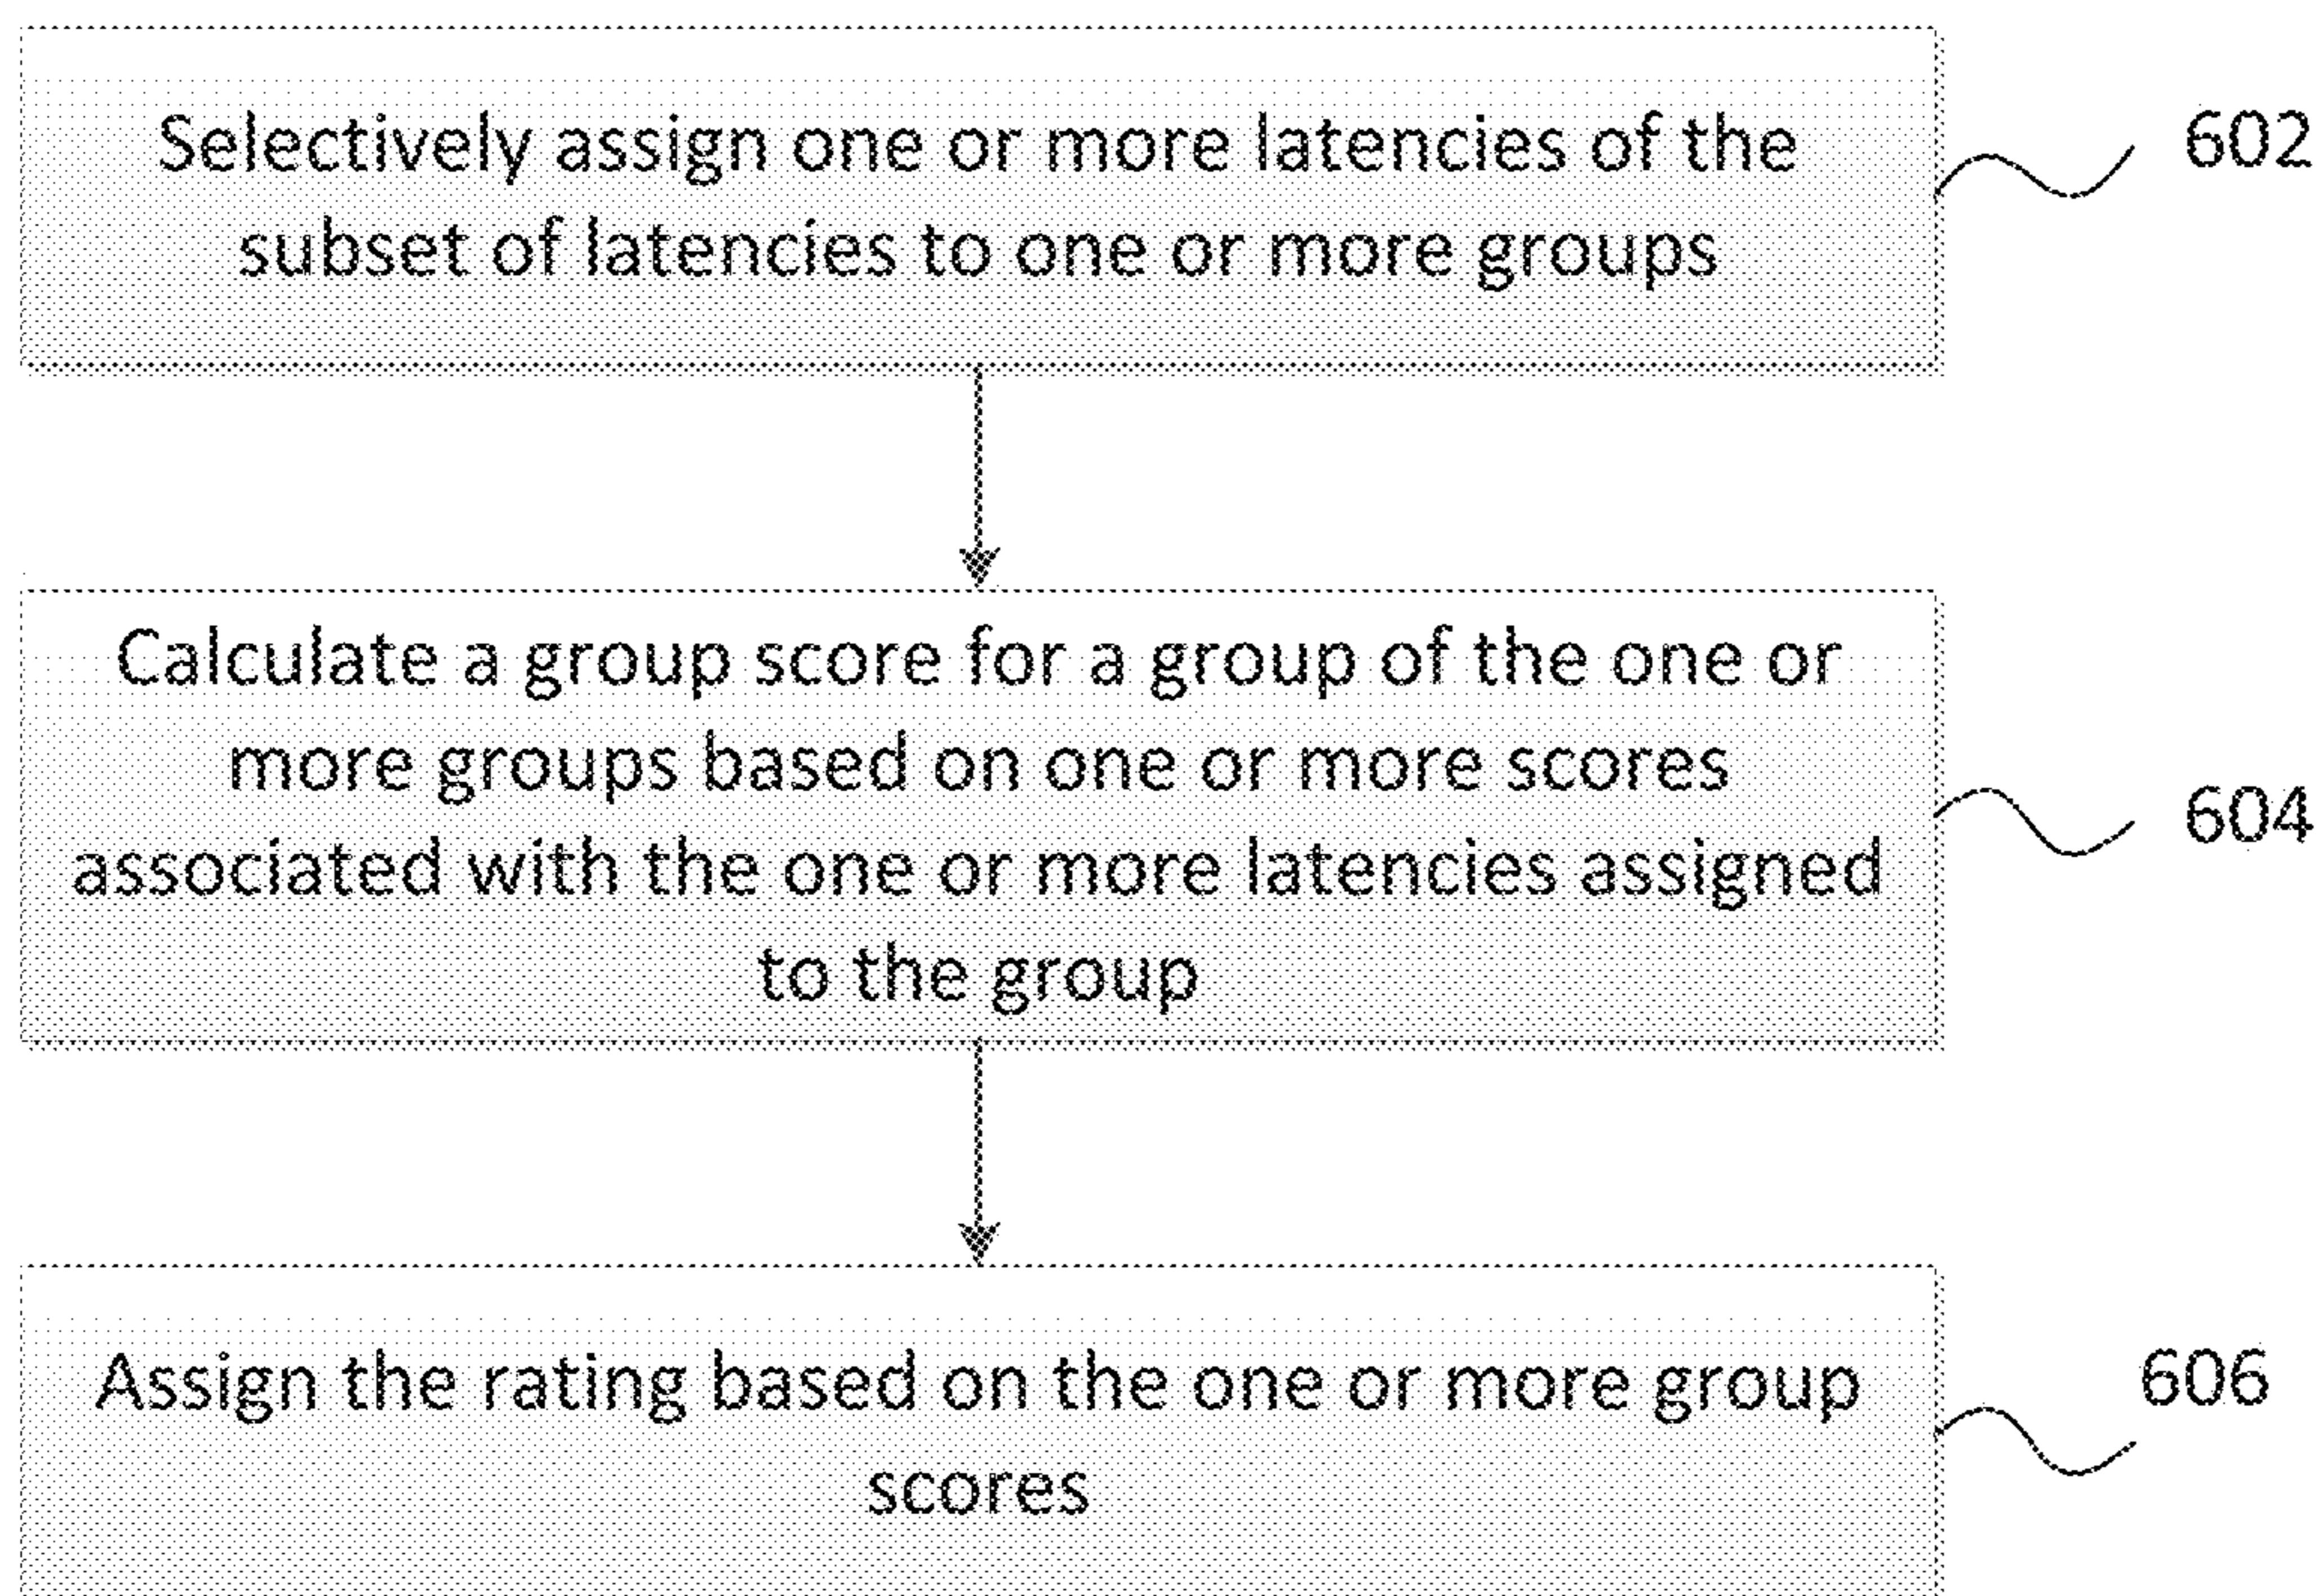 Selectively assign one or more latencies of the
subset of latencies to one or more groups
602
Calculate a group score for a group of the one or
more groups based on one or more scores
associated with the one or more latencies assigned
to the group
604
Assign the rating based on the one or more group
scores
606